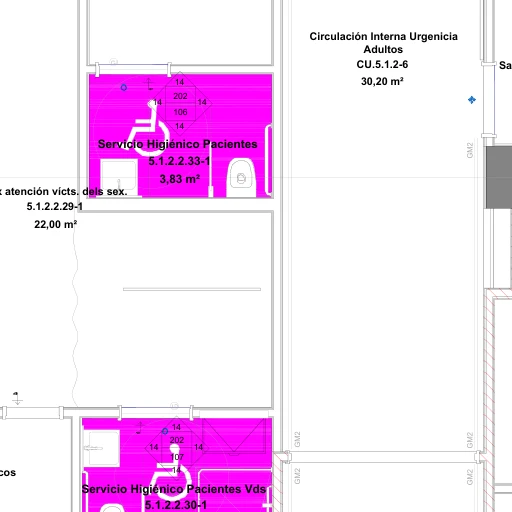 Circulación Interna Urgenicia
Adultos
CU.5.1.2-6
30,20 m²
Sa
14
202
14
14
106
14
Servicio Higiénico Pacientes
5.1.2.2.33-1
3,83 m²
GM2
x atención vícts. dels sex.
5.1.2.2.29-1
22,00 m²
14
202
14
14
107
14
GM2
GM2
cos
GM2
GM2
Servicio Higiénico Pacientes Vds
5.1.2.2.30-1